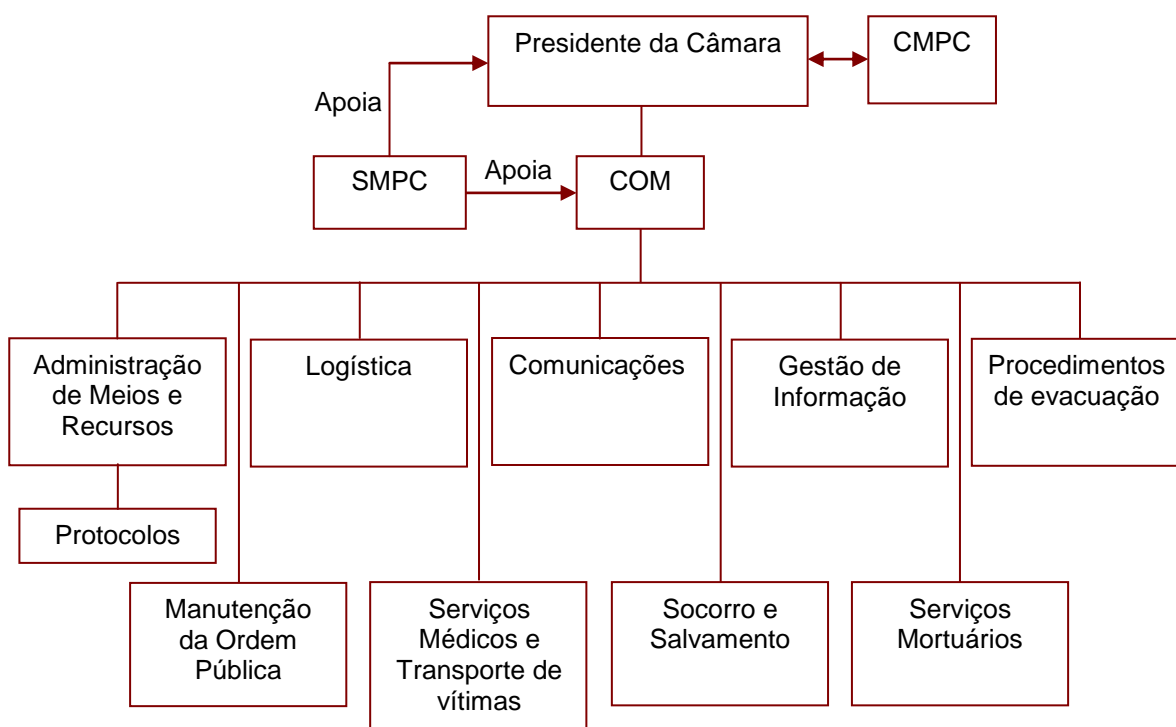 Presidente da Câmara
CMPC
Apoia
SMPC
Apoia
COM
Administração
de Meios e
Recursos
Logística
Comunicações
Gestão de
Informação
Procedimentos
de evacuação
Protocolos
Manutenção
da Ordem
Pública
Serviços
Médicos e
Transporte de
vítimas
Socorro e
Salvamento
Serviços
Mortuários